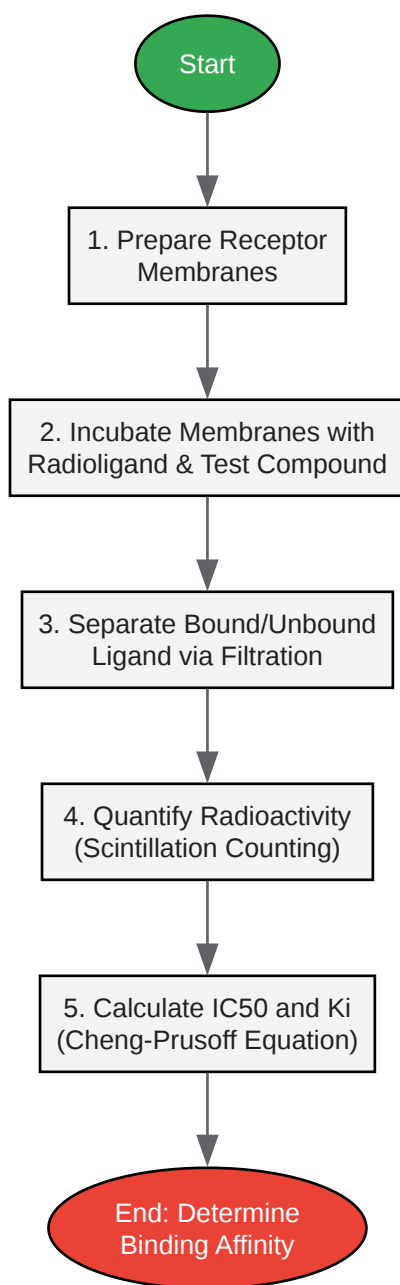 Start
1. Prepare Receptor
Membranes
2. Incubate Membranes with
Radioligand & Test Compound
3. Separate Bound/Unbound
Ligand via Filtration
4. Quantify Radioactivity
(Scintillation Counting)
5. Calculate IC50 and Ki
(Cheng-Prusoff Equation)
End: Determine
Binding Affinity